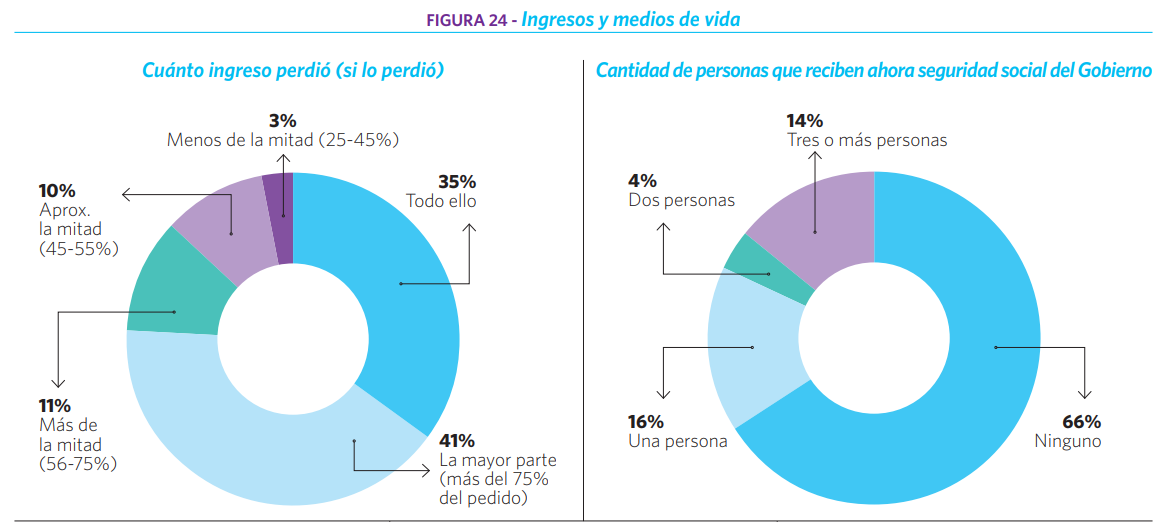 FIGURA 24 - Ingresos y medios de vida
Cuánto ingreso perdió (si lo perdió)
3%
Menos de la mitad (25-45%)
35%
Todo ello
10%
Aprox.
la mitad
(45-55%)
11%
Más de
la mitad
(56-75%)
41%
La mayor parte
(más del 75%
del pedido)
Cantidad de personas que reciben ahora seguridad social del Gobierno
14%
Tres o más personas
4%
Dos personas
16%
Una persona
66%
Ninguno